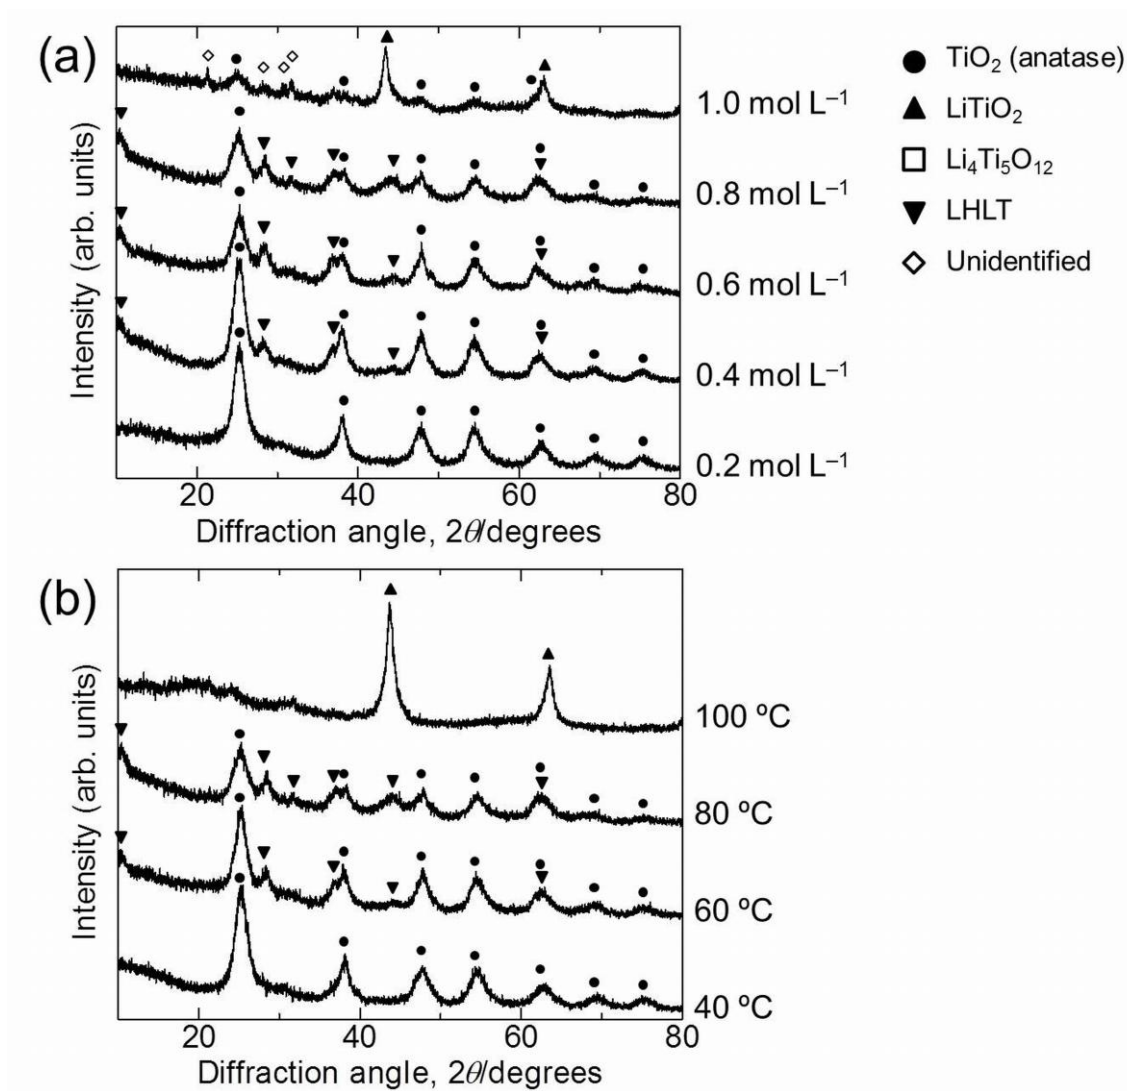 (a)
Intensity (arb. units)
1.0 mol L⁻¹
0.8 mol L⁻¹
0.6 mol L⁻¹
0.4 mol L⁻¹
0.2 mol L⁻¹
20 40 60 80
Diffraction angle, 2θ/degrees
TiO₂ (anatase)
LiTiO₂
Li₄Ti₅O₁₂
LHLT
Unidentified
(b)
Intensity (arb. units)
100 ºC
80 ºC
60 ºC
40 ºC
20 40 60 80
Diffraction angle, 2θ/degrees